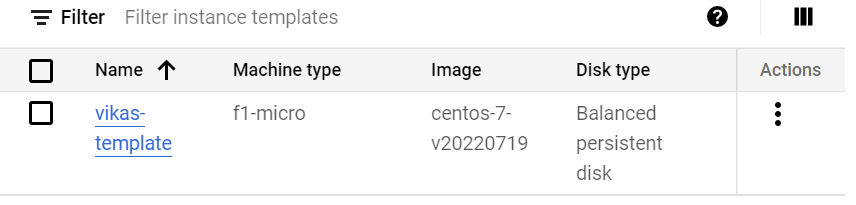 Filter Filter instance templates
Name Machine type Image Disk type Actions
vikas- f1-micro centos-7- Balanced
template v20220719 persistent
disk